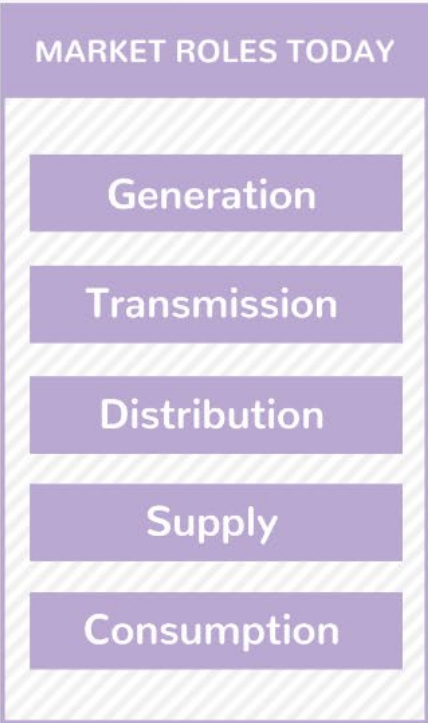 MARKET ROLES TODAY
Generation
Transmission
Distribution
Supply
Consumption